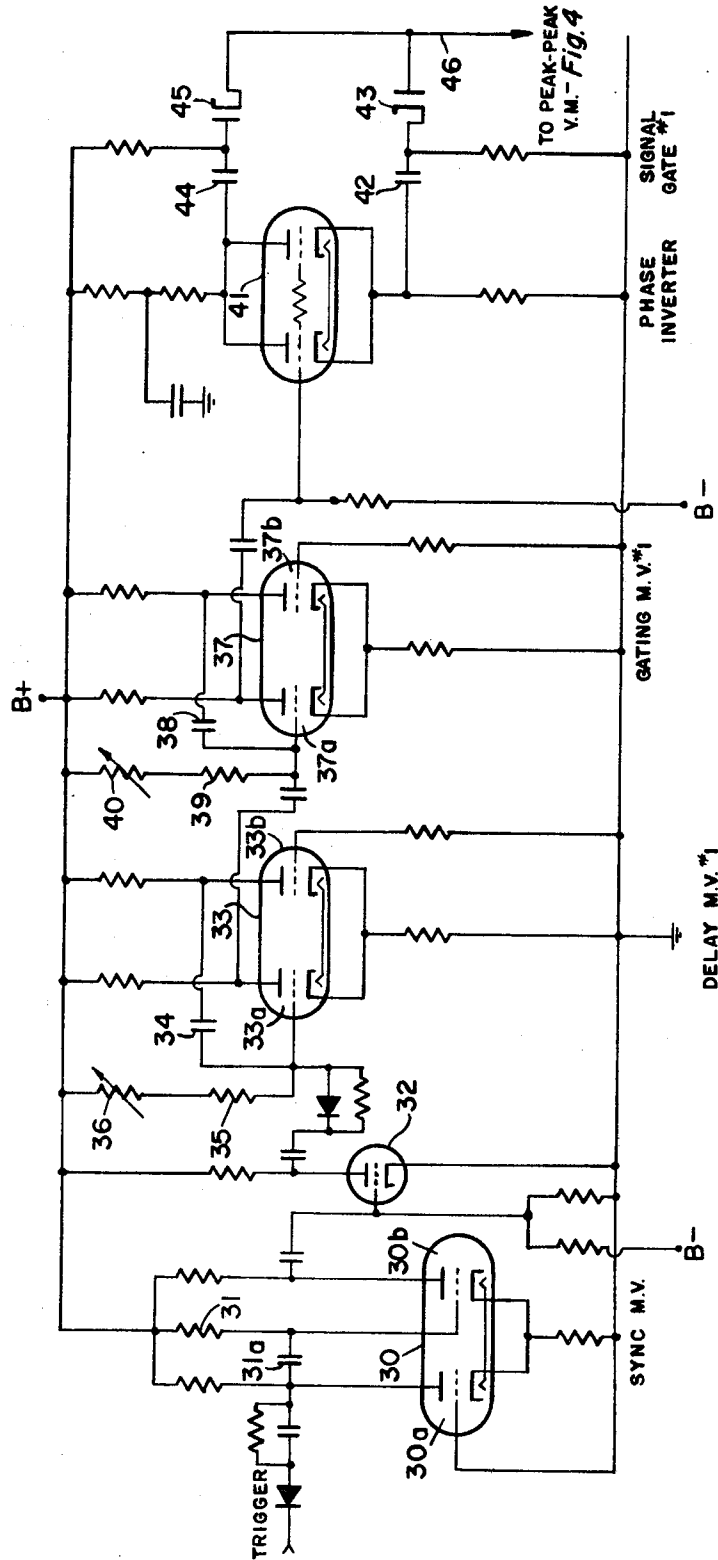 B+
TRIGGER
31a
31
30a
30
30b
SYNC M.V.
B-
32
36
35
34
33a
33
33b
DELAY M.V. #1
40
39
38
37a
37
37b
GATING M.V. #1
B-
41
PHASE
INVERTER
44
45
42
43
46
SIGNAL
GATE #1
TO PEAK-PEAK
V.M.- Fig.4